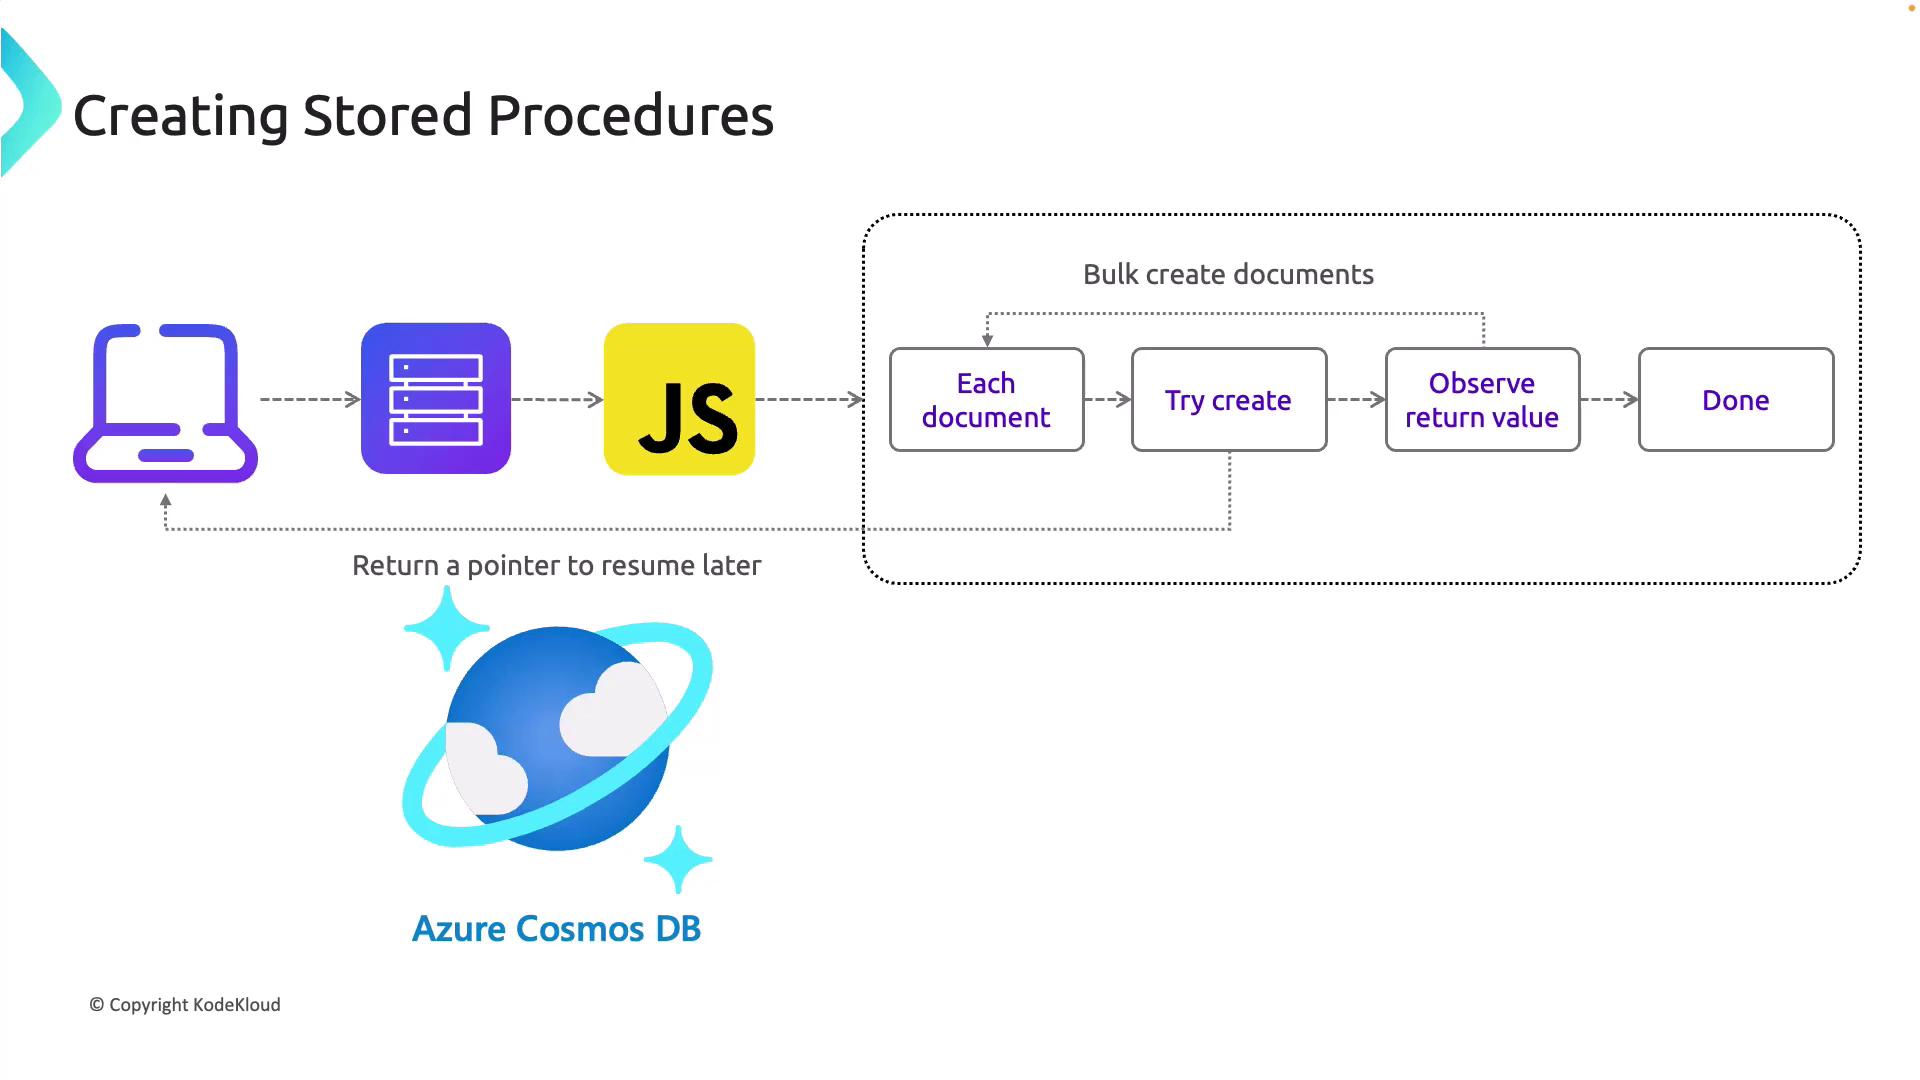 Creating Stored Procedures
Bulk create documents
JS
Each
document
Try create
Observe
return value
Done
Return a pointer to resume later
Azure Cosmos DB
© Copyright KodeKloud